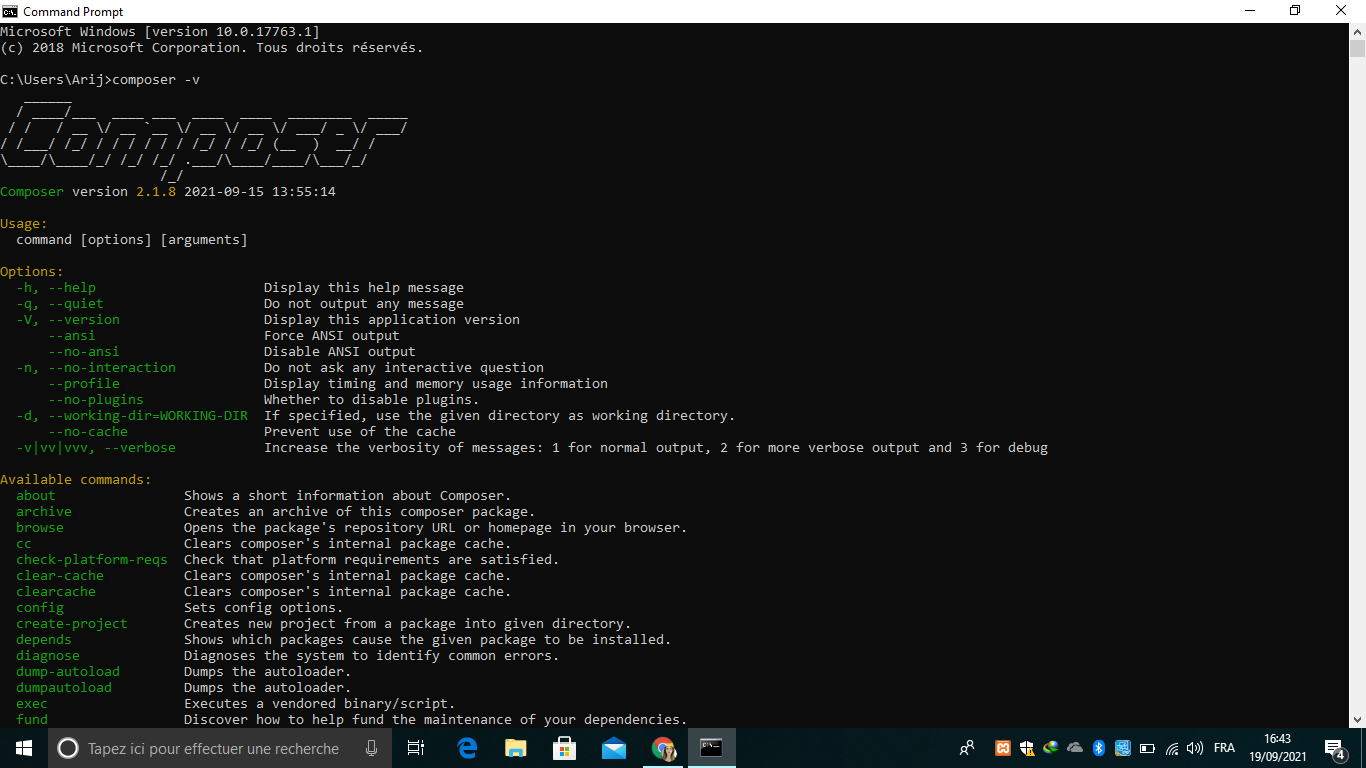 Command Prompt
Microsoft Windows [version 10.0.17763.1]
(c) 2018 Microsoft Corporation. Tous droits réservés.
C:\Users\Arij>composer -v
Composer
Composer version 2.1.8 2021-09-15 13:55:14
Usage:
command [options] [arguments]
Options:
-h, --help Display this help message
-q, --quiet Do not output any message
-V, --version Display this application version
--ansi Force ANSI output
--no-ansi Disable ANSI output
-n, --no-interaction Do not ask any interactive question
--profile Display timing and memory usage information
--no-plugins Whether to disable plugins.
-d, --working-dir=WORKING-DIR If specified, use the given directory as working directory.
--no-cache Prevent use of the cache
-v|vv|vvv, --verbose Increase the verbosity of messages: 1 for normal output, 2 for more verbose output and 3 for debug
Available commands:
about Shows a short information about Composer.
archive Creates an archive of this composer package.
browse Opens the package's repository URL or homepage in your browser.
cc Clears composer's internal package cache.
check-platform-reqs Check that platform requirements are satisfied.
clear-cache Clears composer's internal package cache.
clearcache Clears composer's internal package cache.
config Sets config options.
create-project Creates new project from a package into given directory.
depends Shows which packages cause the given package to be installed.
diagnose Diagnoses the system to identify common errors.
dump-autoload Dumps the autoloader.
dumpautoload Dumps the autoloader.
exec Executes a vendored binary/script.
fund Discover how to help fund the maintenance of your dependencies.
Tapez ici pour effectuer une recherche
FRA
16:43
19/09/2021
4